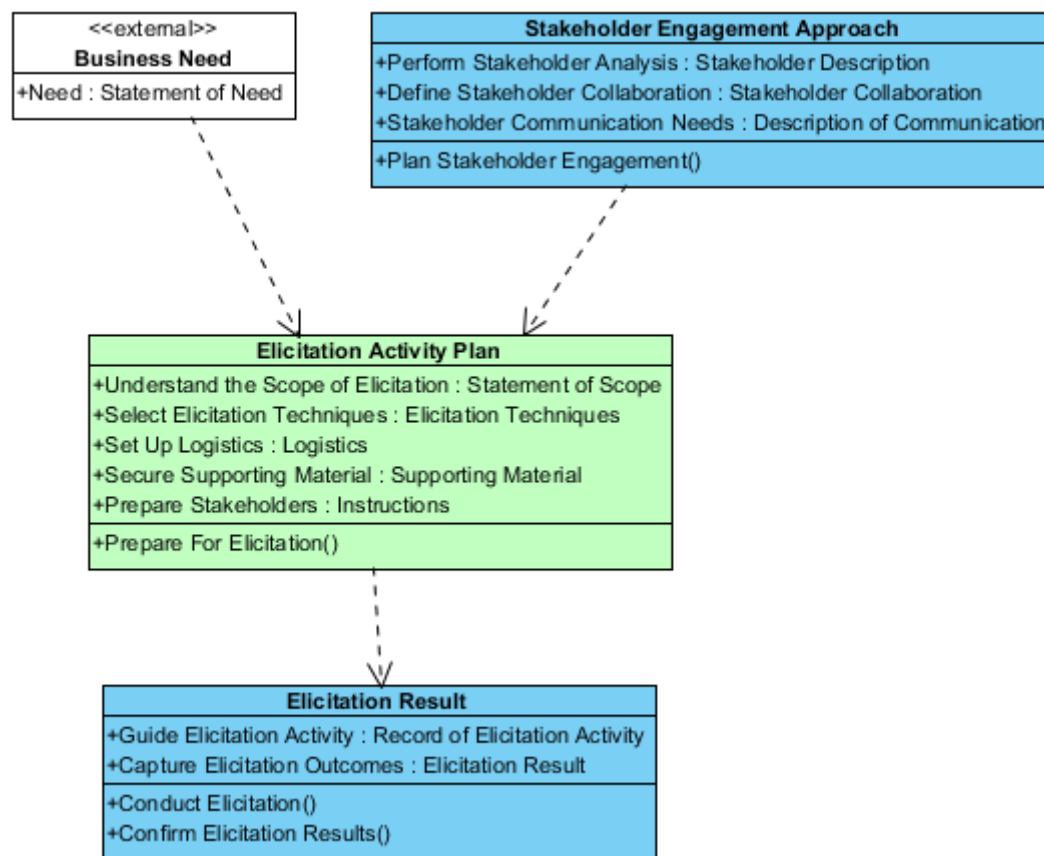 <<external>>
Business Need
+Need : Statement of Need
Stakeholder Engagement Approach
+Perform Stakeholder Analysis : Stakeholder Description
+Define Stakeholder Collaboration : Stakeholder Collaboration
+Stakeholder Communication Needs : Description of Communication
+Plan Stakeholder Engagement()
Elicitation Activity Plan
+Understand the Scope of Elicitation : Statement of Scope
+Select Elicitation Techniques : Elicitation Techniques
+Set Up Logistics : Logistics
+Secure Supporting Material : Supporting Material
+Prepare Stakeholders : Instructions
+Prepare For Elicitation()
Elicitation Result
+Guide Elicitation Activity : Record of Elicitation Activity
+Capture Elicitation Outcomes : Elicitation Result
+Conduct Elicitation()
+Confirm Elicitation Results()